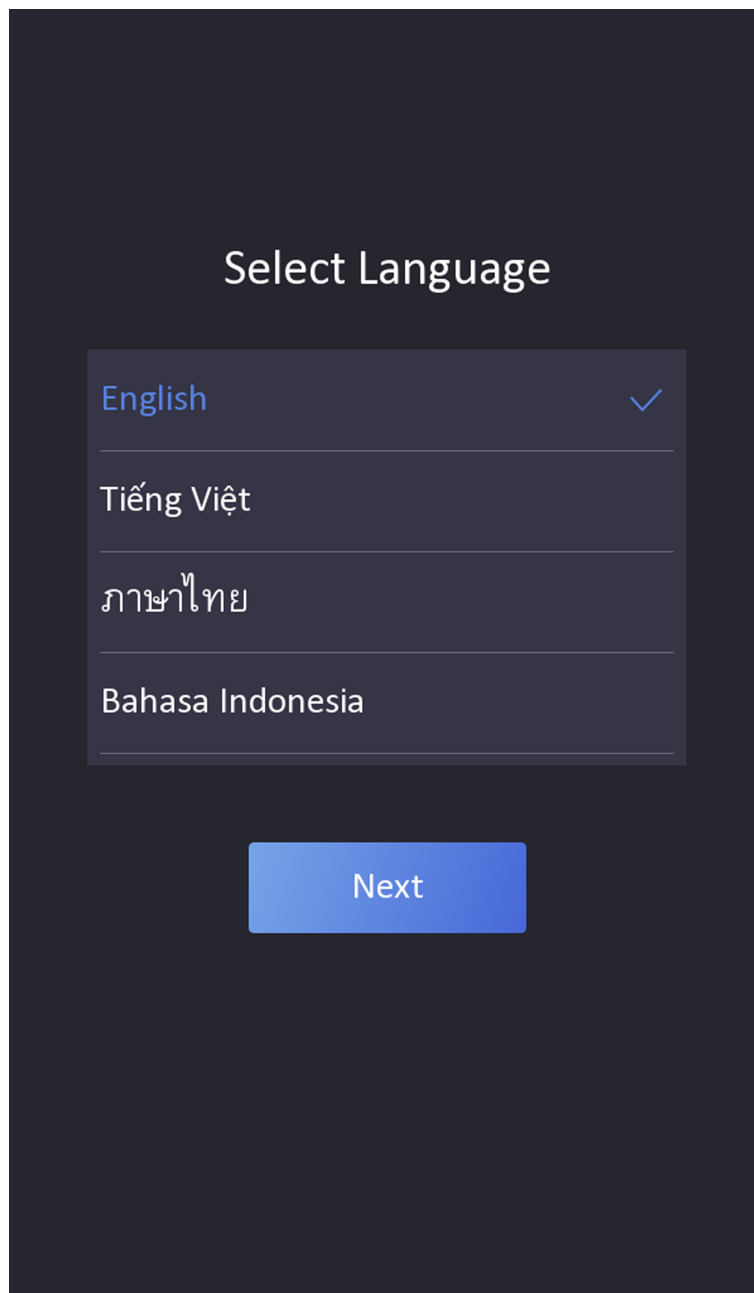 Select Language
English
Tiếng Việt
ภาษาไทย
Bahasa Indonesia
Next